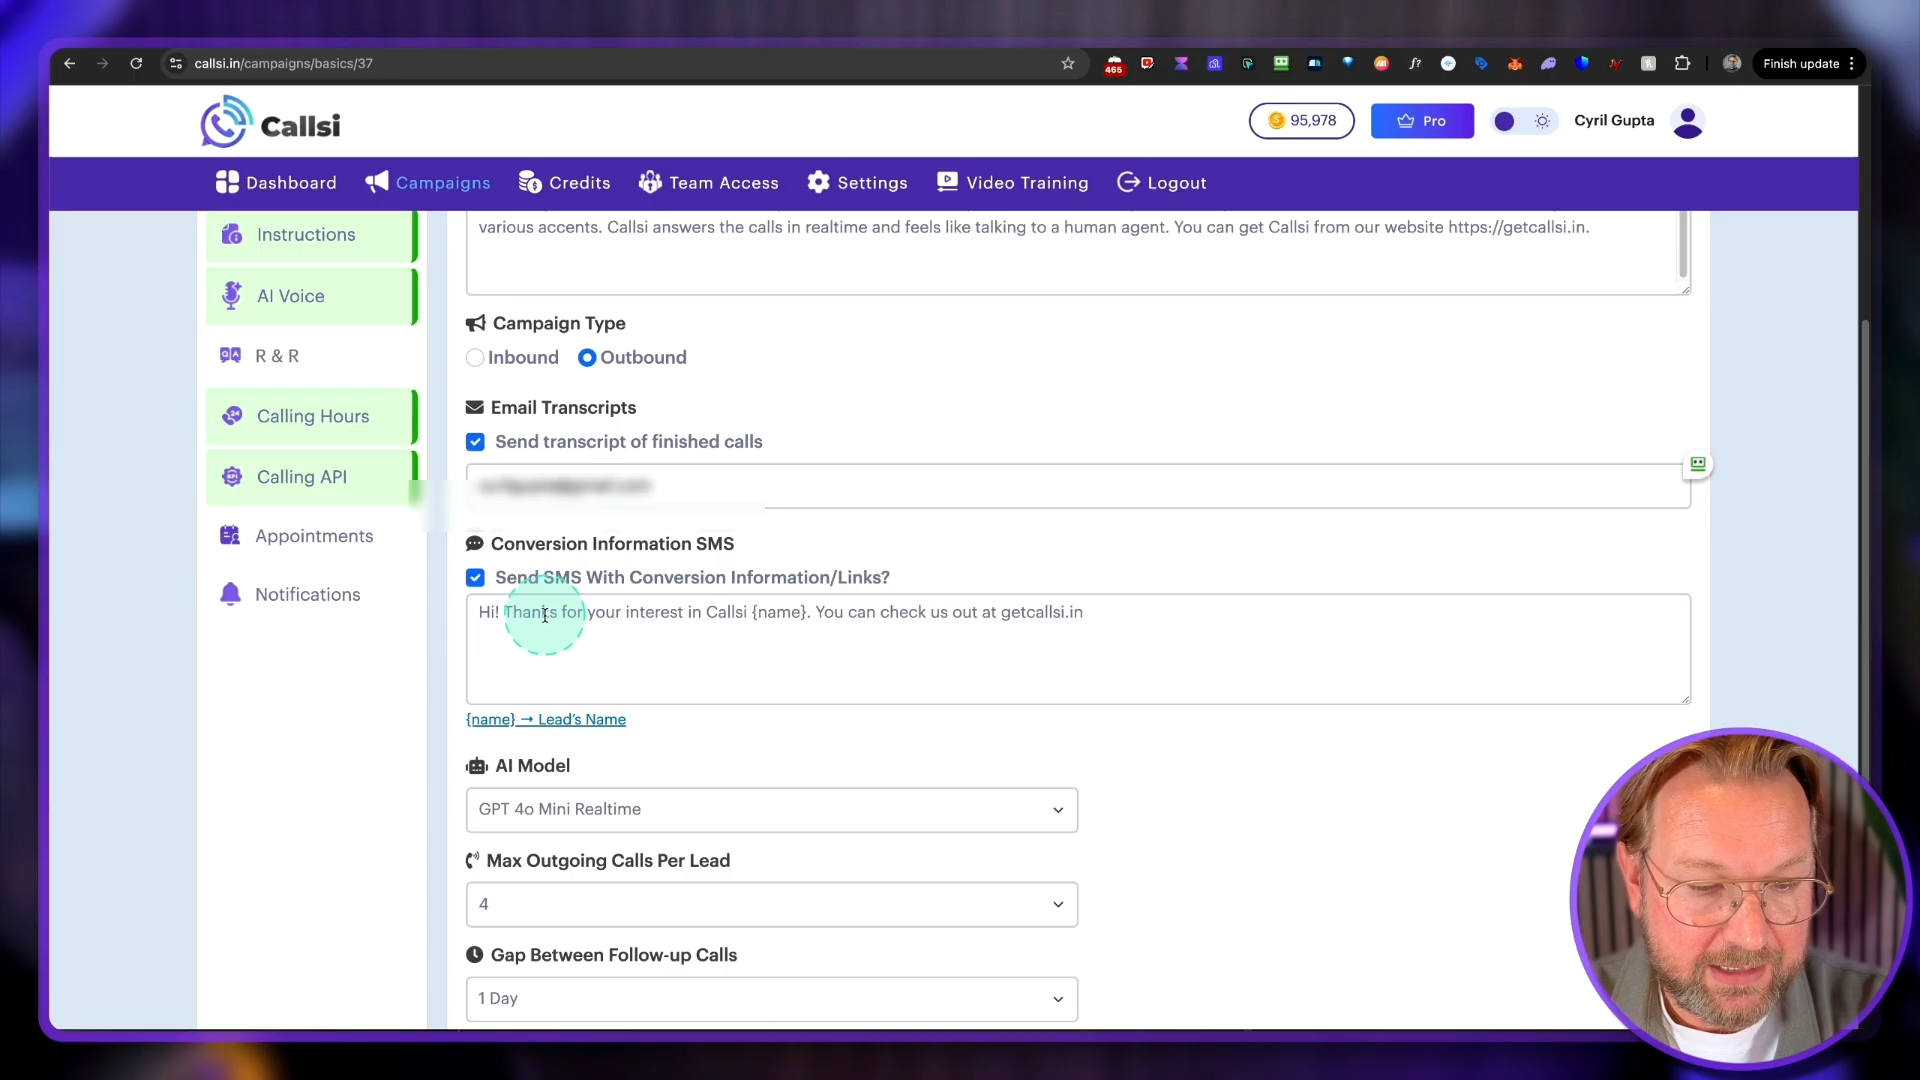 callsi.in/campaigns/basics/37
465
Finish update
Callsi
95,978
Pro
Cyril Gupta
Dashboard
Campaigns
Credits
Team Access
Settings
Video Training
Logout
Instructions
AI Voice
R & R
Calling Hours
Calling API
Appointments
Notifications
various accents. Callsi answers the calls in realtime and feels like talking to a human agent. You can get Callsi from our website https://getcallsi.in.
Campaign Type
Inbound
Outbound
Email Transcripts
Send transcript of finished calls
Conversion Information SMS
Send SMS With Conversion Information/Links?
Hi! Thanks for your interest in Callsi {name}. You can check us out at getcallsi.in
{name} → Lead's Name
AI Model
GPT 4o Mini Realtime
Max Outgoing Calls Per Lead
4
Gap Between Follow-up Calls
1 Day